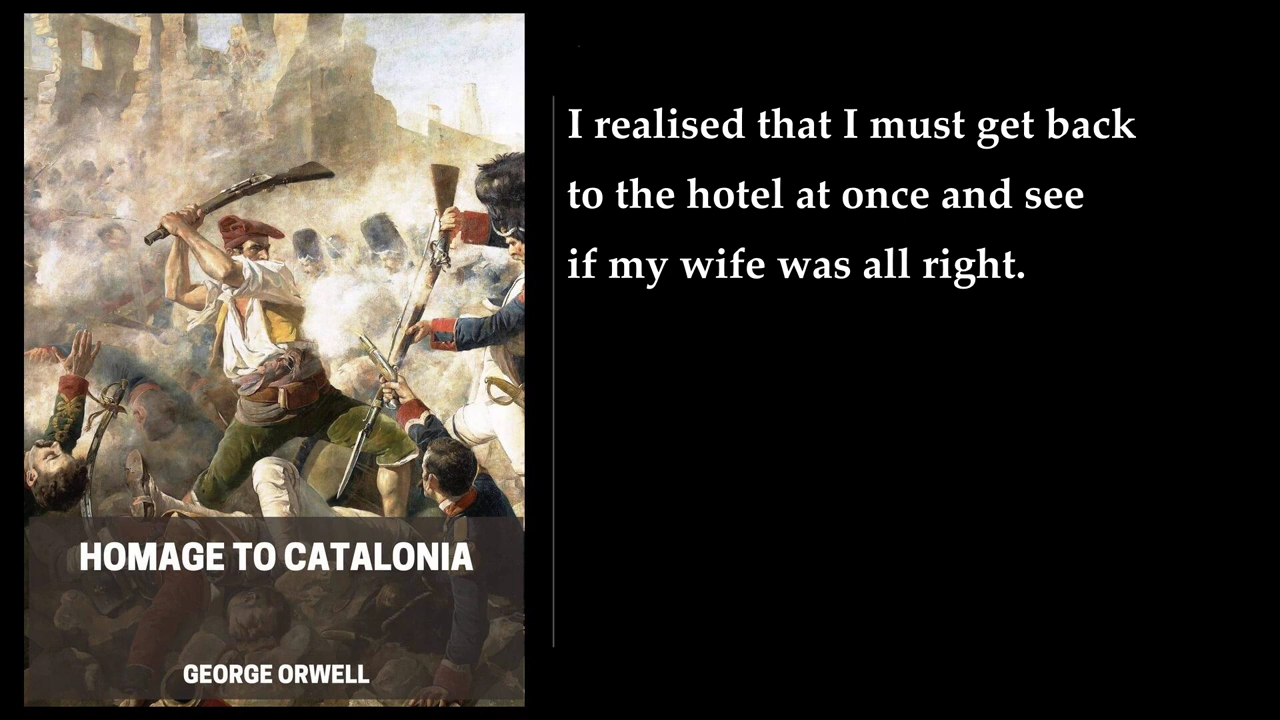 I realised that I must get back
to the hotel at once and see
if my wife was all right.
HOMAGE TO CATALONIA
GEORGE ORWELL